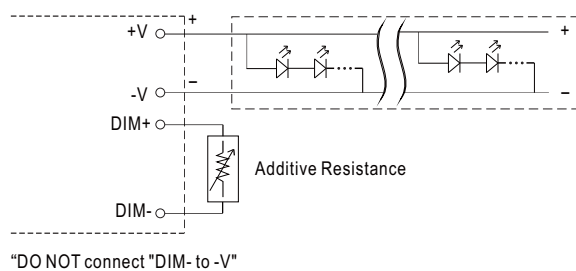 +V
+
-V
−
DIM+
DIM-
Additive Resistance
+
−
"DO NOT connect "DIM- to -V"